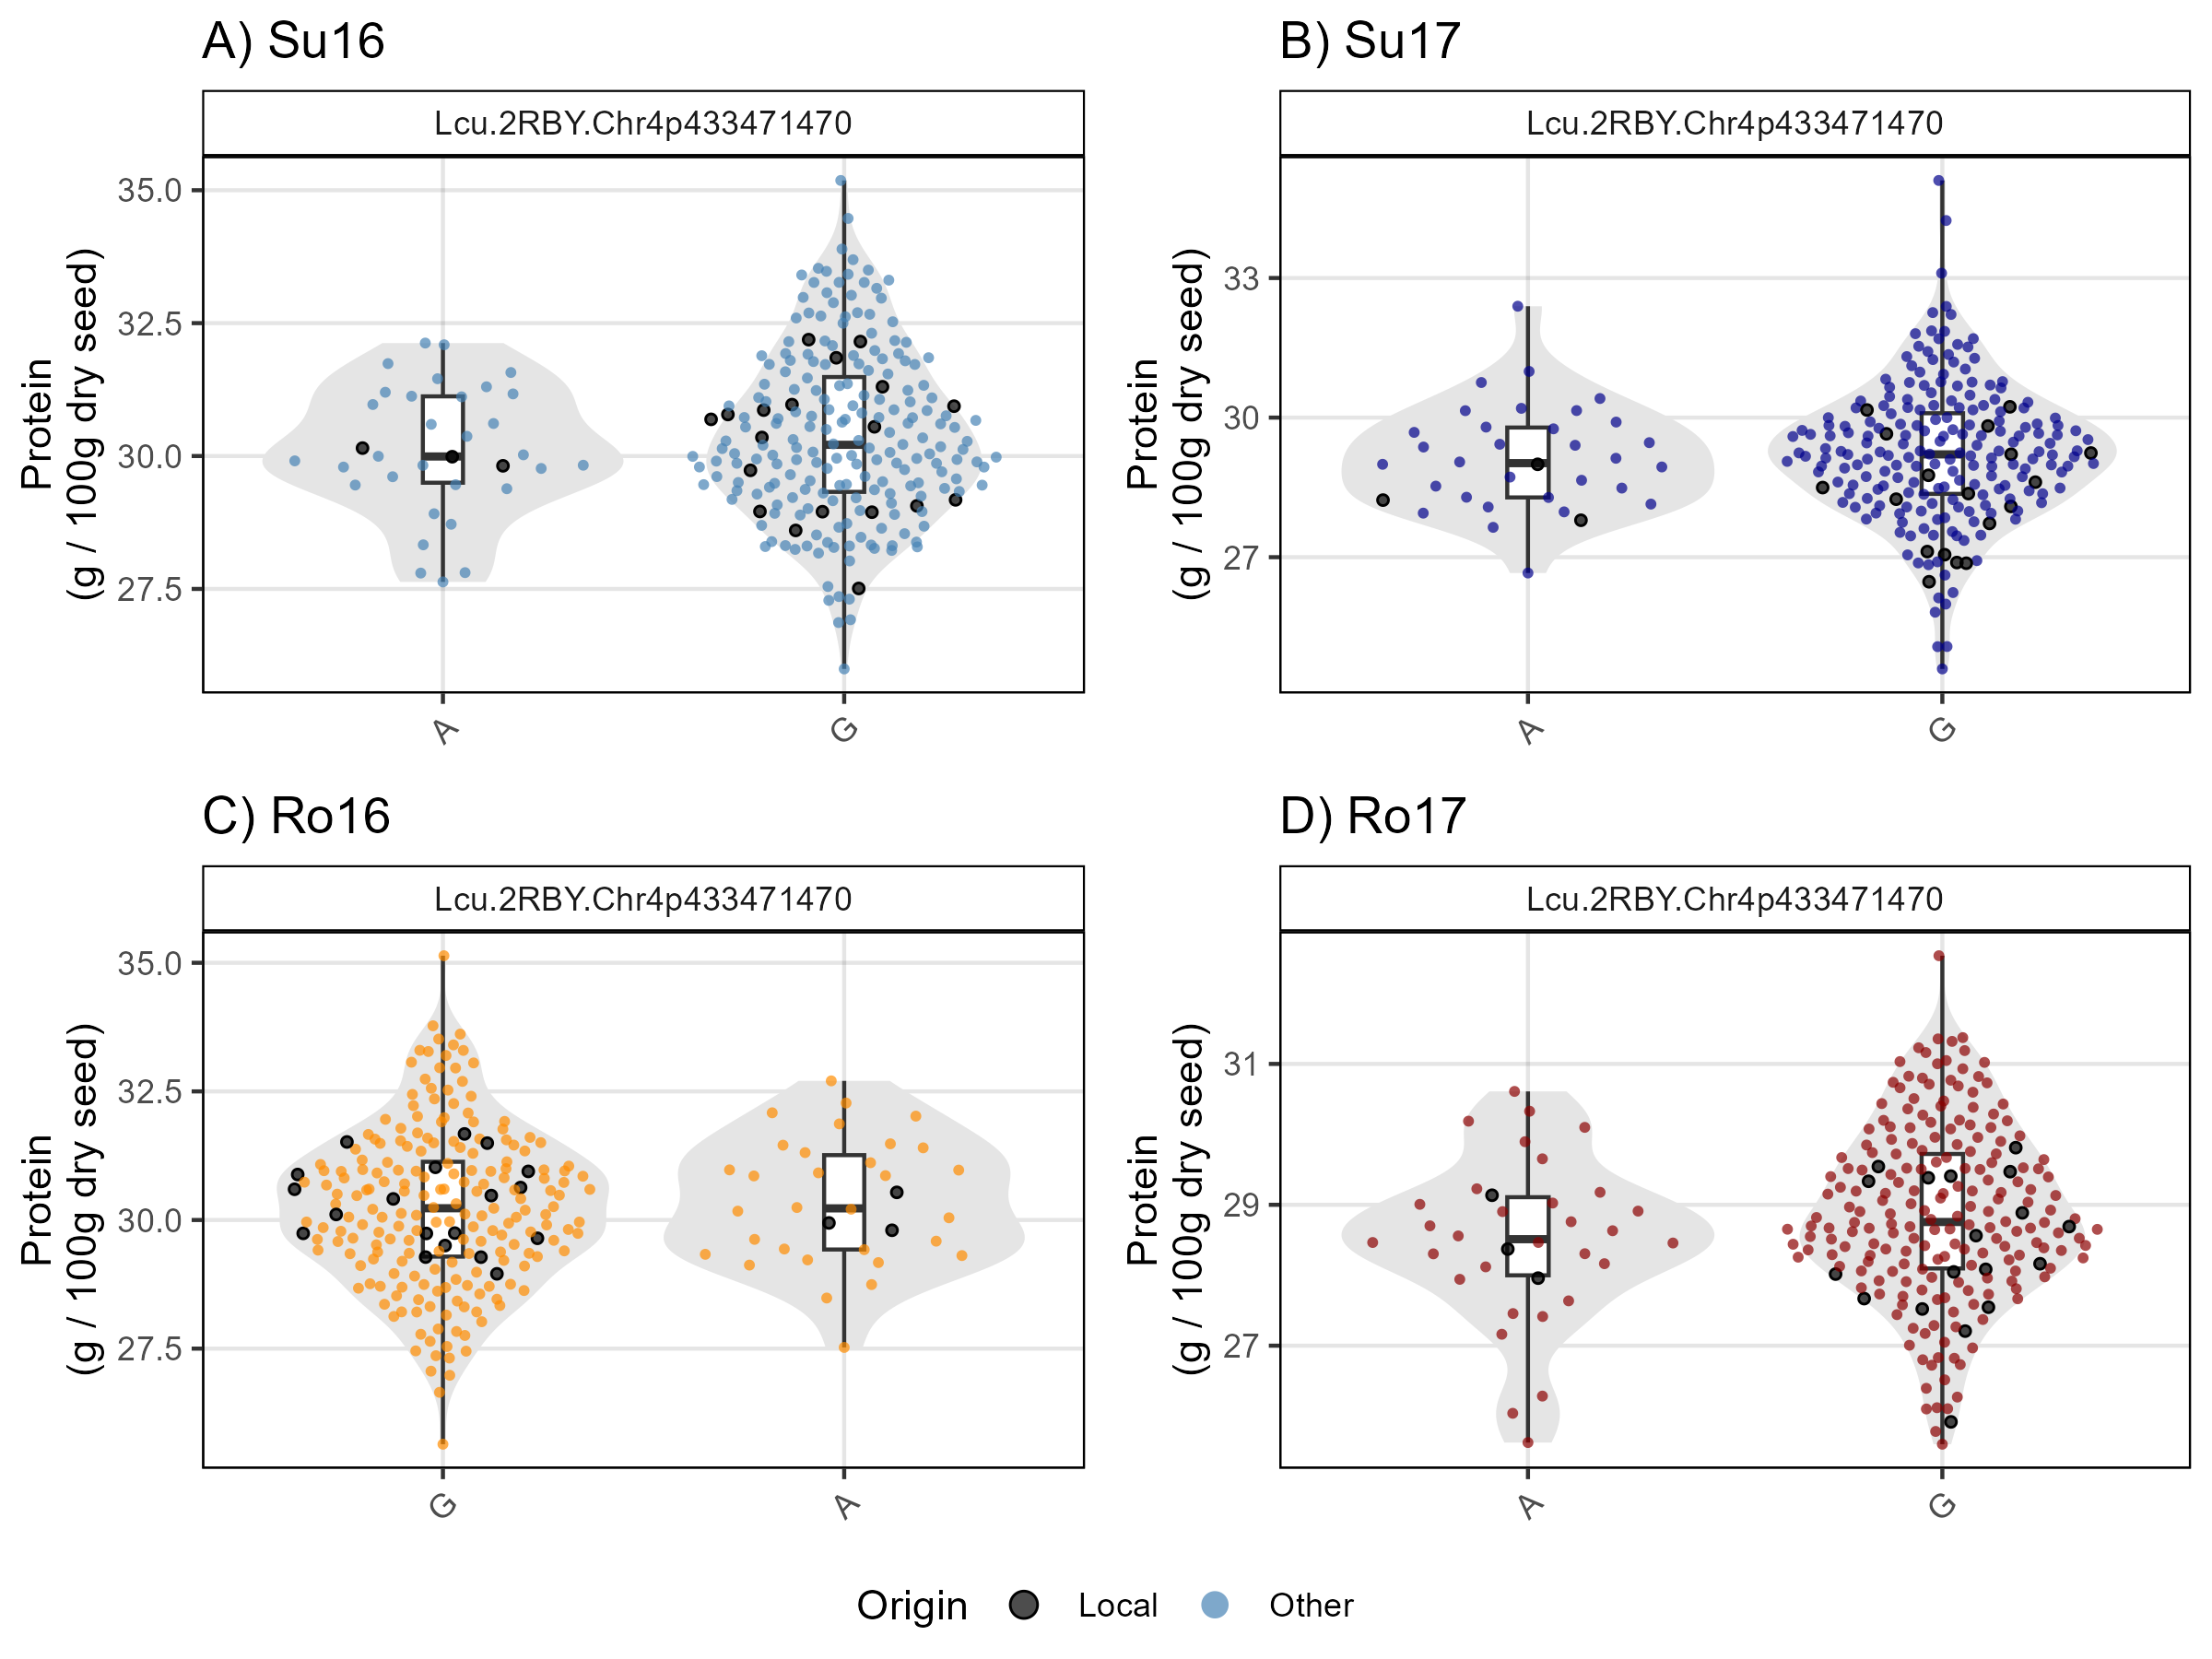 A) Su16
Lcu.2RBY.Chr4p433471470
Protein
(g / 100g dry seed)
35.0
32.5
30.0
27.5
A
G
B) Su17
Lcu.2RBY.Chr4p433471470
Protein
(g / 100g dry seed)
33
30
27
A
G
C) Ro16
Lcu.2RBY.Chr4p433471470
Protein
(g / 100g dry seed)
35.0
32.5
30.0
27.5
G
A
D) Ro17
Lcu.2RBY.Chr4p433471470
Protein
(g / 100g dry seed)
31
29
27
A
G
Origin Local Other